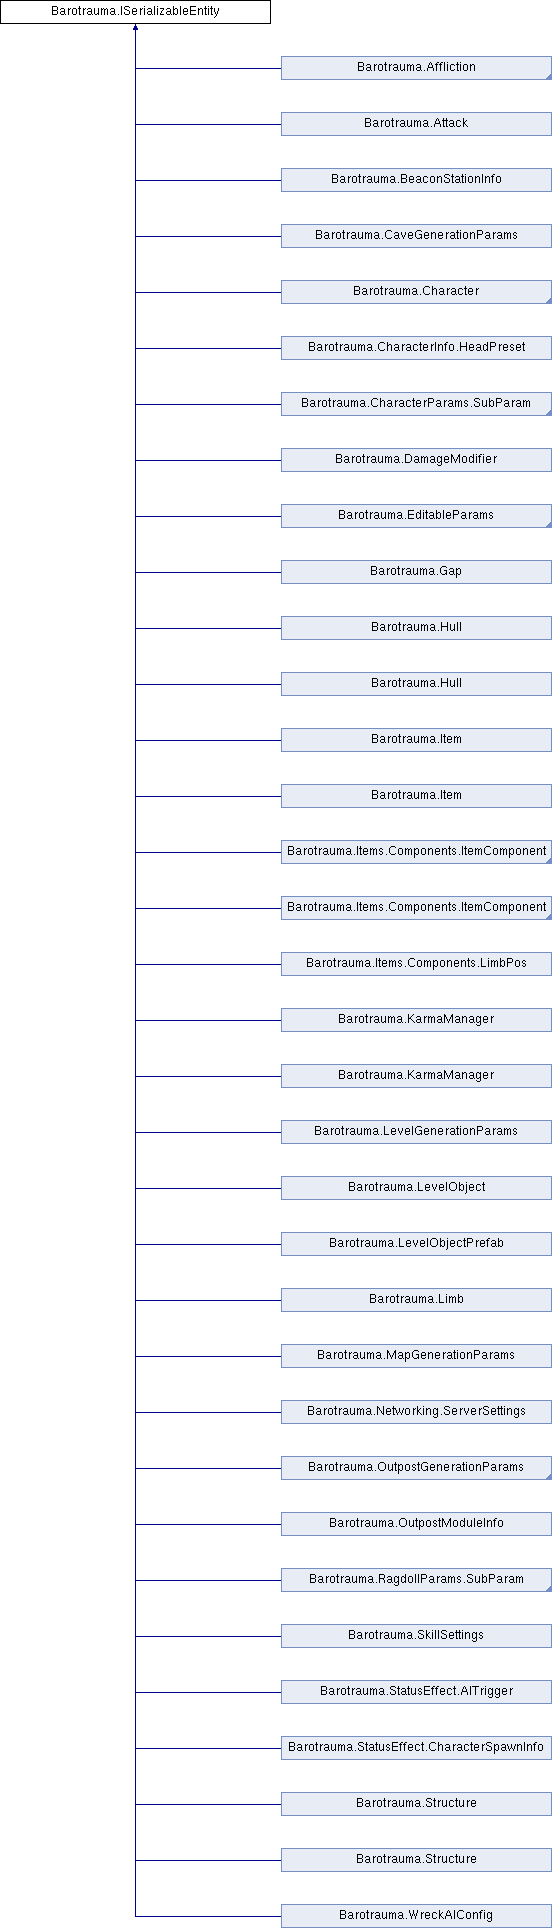 Barotrauma.ISerializableEntity
Barotrauma.Affliction
Barotrauma.Attack
Barotrauma.BeaconStationInfo
Barotrauma.CaveGenerationParams
Barotrauma.Character
Barotrauma.CharacterInfo.HeadPreset
Barotrauma.CharacterParams.SubParam
Barotrauma.DamageModifier
Barotrauma.EditableParams
Barotrauma.Gap
Barotrauma.Hull
Barotrauma.Hull
Barotrauma.Item
Barotrauma.Item
Barotrauma.Items.Components.ItemComponent
Barotrauma.Items.Components.ItemComponent
Barotrauma.Items.Components.LimbPos
Barotrauma.KarmaManager
Barotrauma.KarmaManager
Barotrauma.LevelGenerationParams
Barotrauma.LevelObject
Barotrauma.LevelObjectPrefab
Barotrauma.Limb
Barotrauma.MapGenerationParams
Barotrauma.Networking.ServerSettings
Barotrauma.OutpostGenerationParams
Barotrauma.OutpostModuleInfo
Barotrauma.RagdollParams.SubParam
Barotrauma.SkillSettings
Barotrauma.StatusEffect.AITrigger
Barotrauma.StatusEffect.CharacterSpawnInfo
Barotrauma.Structure
Barotrauma.Structure
Barotrauma.WreckAIConfig